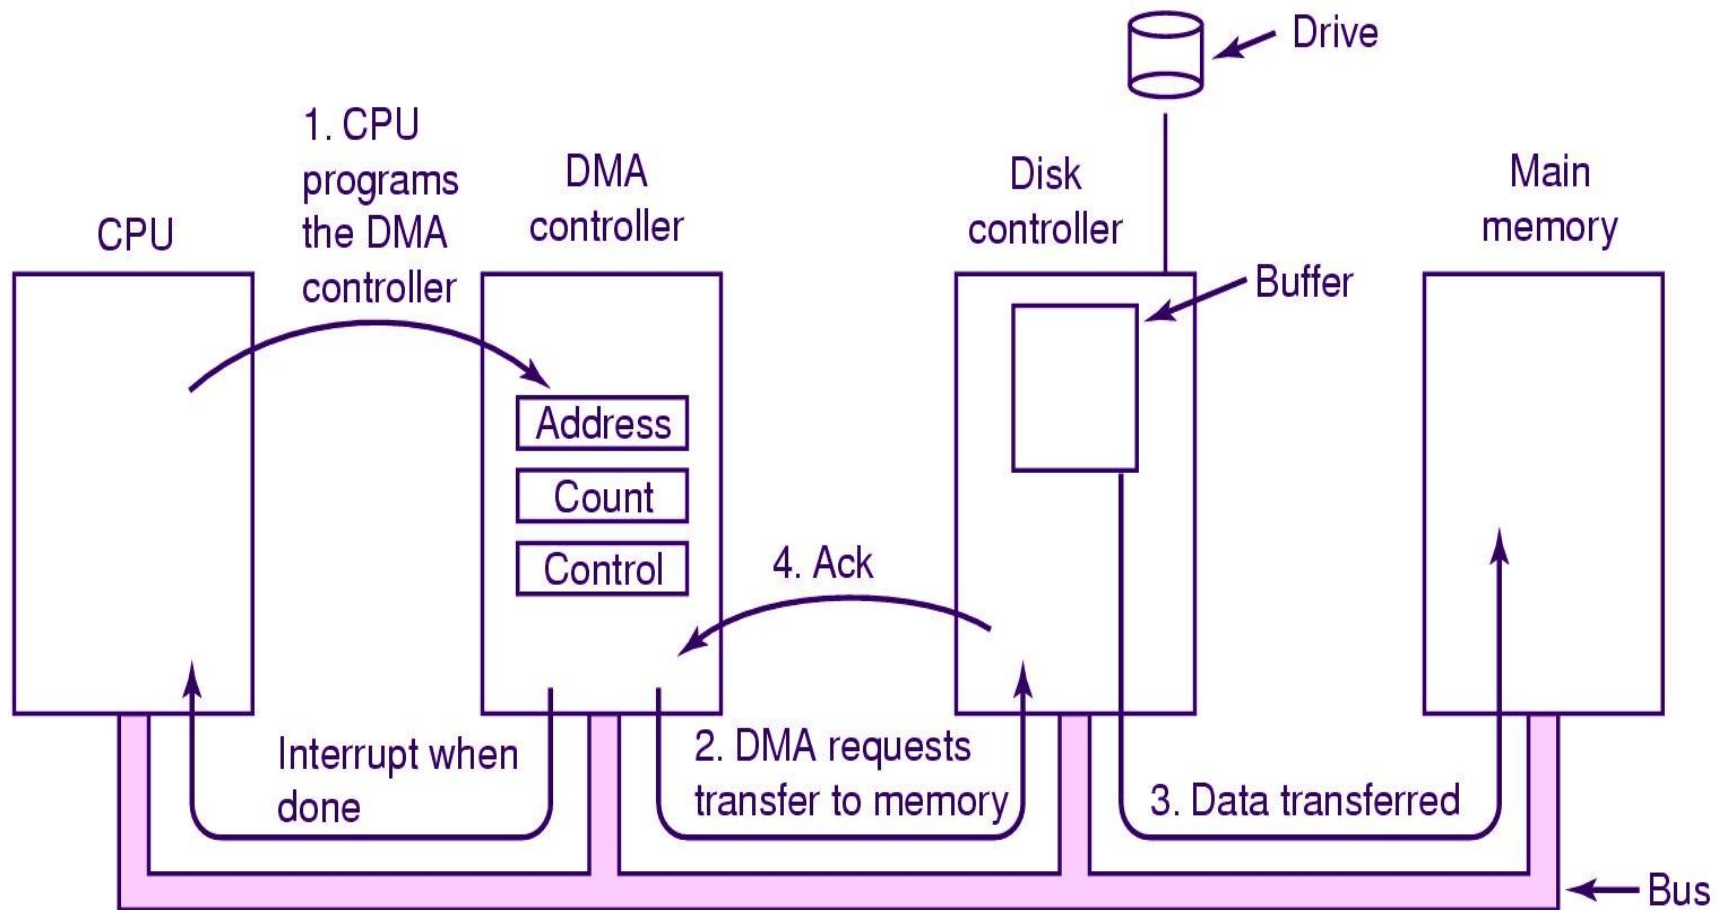 Drive
1. CPU
programs
the DMA
controller
CPU
DMA
controller
Disk
controller
Main
memory
Buffer
Address
Count
Control
4. Ack
Interrupt when
done
2. DMA requests
transfer to memory
3. Data transferred
Bus